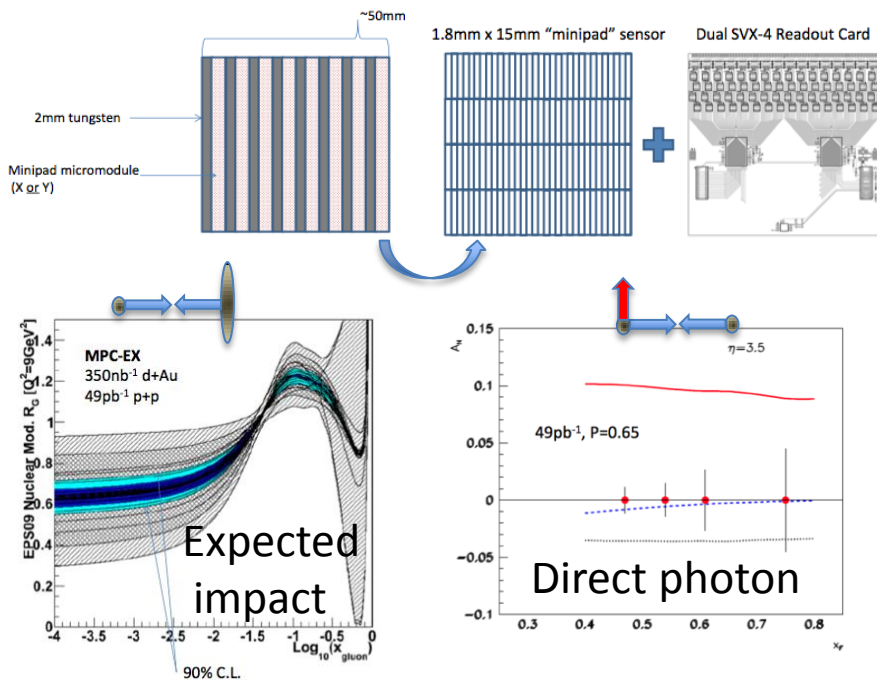 ~50mm
1.8mm x 15mm “minipad” sensor
Dual SVX-4 Readout Card
2mm tungsten
Minipad micromodule
(X or Y)
EPS09 Nuclear Mod. R_G [Q²=9GeV²]
MPC-EX
350nb⁻¹ d+Au
49pb⁻¹ p+p
1.4
1.2
1
0.8
0.6
0.4
0.2
0
Expected
impact
-4 -3.5 -3 -2.5 -2 -1.5 -1 -0.5 0
Log₁₀(x_gluon)
90% C.L.
A_N
η=3.5
49pb⁻¹, P=0.65
0.15
0.1
0.05
0
−0.05
−0.1
Direct photon
0.3 0.4 0.5 0.6 0.7 0.8
x_F